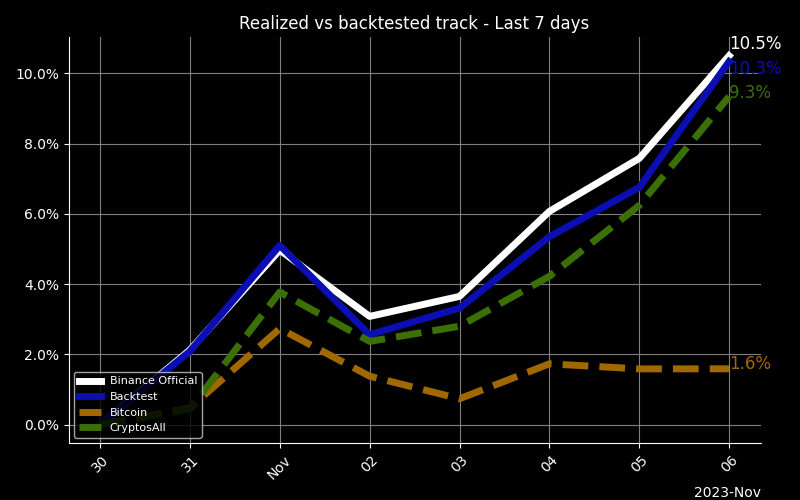 Realized vs backtested track - Last 7 days
10.5%
10.3%
9.3%
1.6%
10.0%
8.0%
6.0%
4.0%
2.0%
0.0%
Binance Official
Backtest
Bitcoin
CryptosAll
30 31 Nov 02 03 04 05 06
2023-Nov